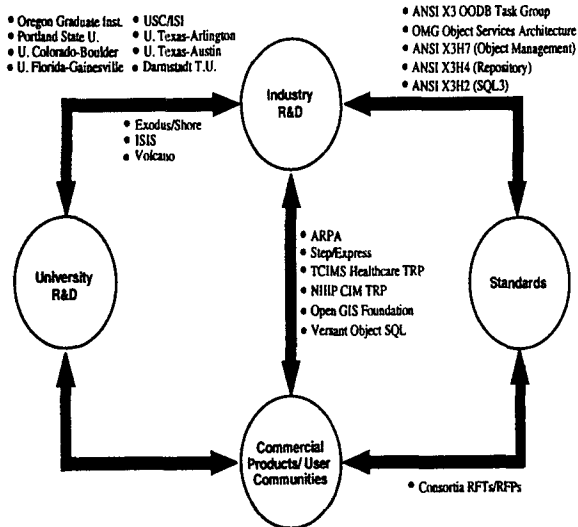 • Oregon Graduate Inst.
• Portland State U.
• U. Colorado-Boulder
• U. Florida-Gainesville
• USC/ISI
• U. Texas-Arlington
• U. Texas-Austin
• Darmstadt T.U.
• ANSI X3 OODB Task Group
• OMG Object Services Architecture
• ANSI X3H7 (Object Management)
• ANSI X3H4 (Repository)
• ANSI X3H2 (SQL3)
Industry
R&D
• Exodus/Shore
• ISIS
• Volcano
University
R&D
• ARPA
• Step/Express
• TCIMS Healthcare TRP
• NIIIP CIM TRP
• Open GIS Foundation
• Versant Object SQL
Standards
Commercial
Products/ User
Communities
• Consortia RFTs/RFPs